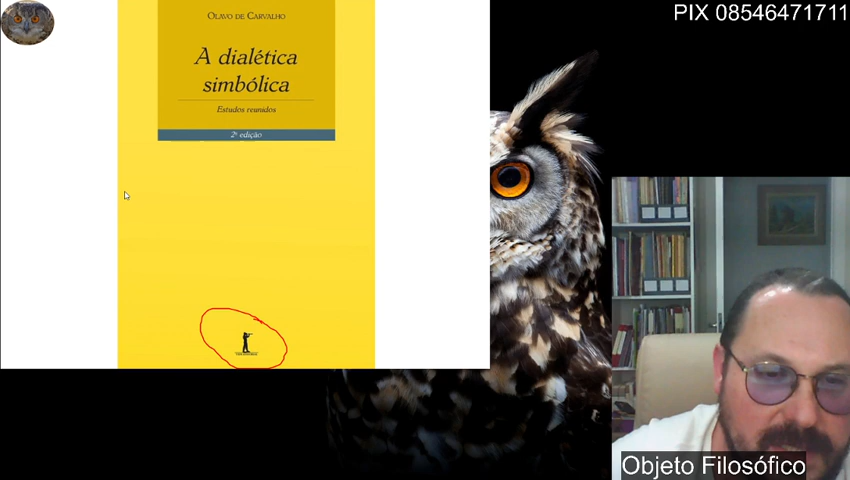 PIX 08546471711
OLAVO DE CARVALHO
A dialética
simbólica
Estudos reunidos
2ª edição
Objeto Filosófico